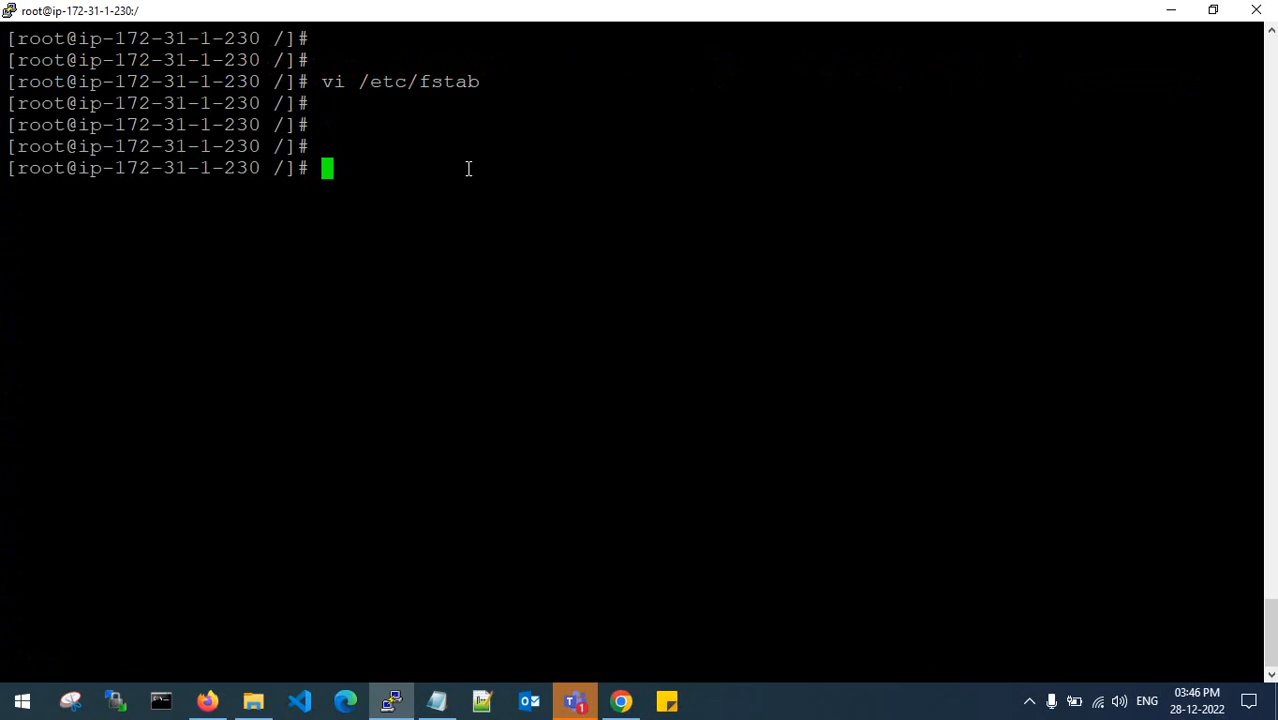 root@ip-172-31-1-230:/
[root@ip-172-31-1-230 /]#
[root@ip-172-31-1-230 /]#
[root@ip-172-31-1-230 /]# vi /etc/fstab
[root@ip-172-31-1-230 /]#
[root@ip-172-31-1-230 /]#
[root@ip-172-31-1-230 /]#
[root@ip-172-31-1-230 /]#
T
1
ENG
03:46 PM
28-12-2022